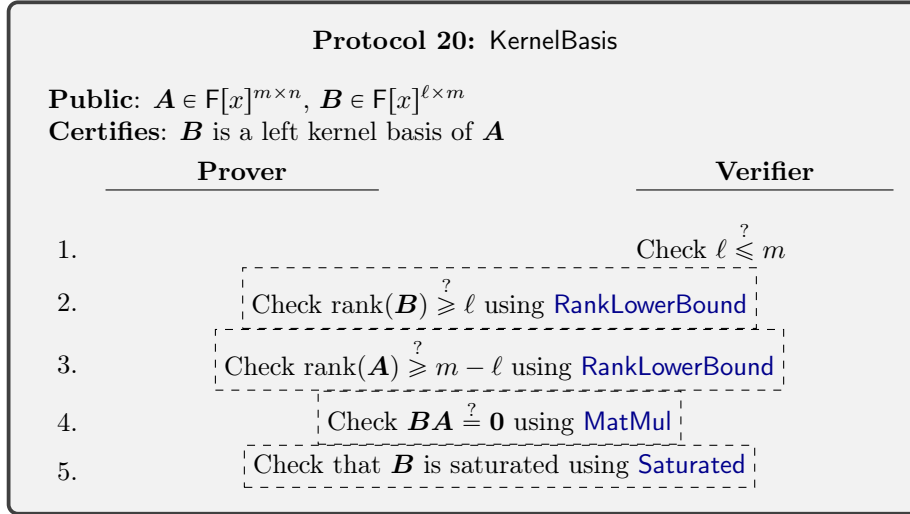 Protocol 20: KernelBasis
Public: A ∈ F[x]^{m×n}, B ∈ F[x]^{ℓ×m}
Certifies: B is a left kernel basis of A
Prover Verifier
1. Check ℓ ⩽^? m
2. Check rank(B) ⩾^? ℓ using RankLowerBound
3. Check rank(A) ⩾^? m − ℓ using RankLowerBound
4. Check BA =^? 0 using MatMul
5. Check that B is saturated using Saturated